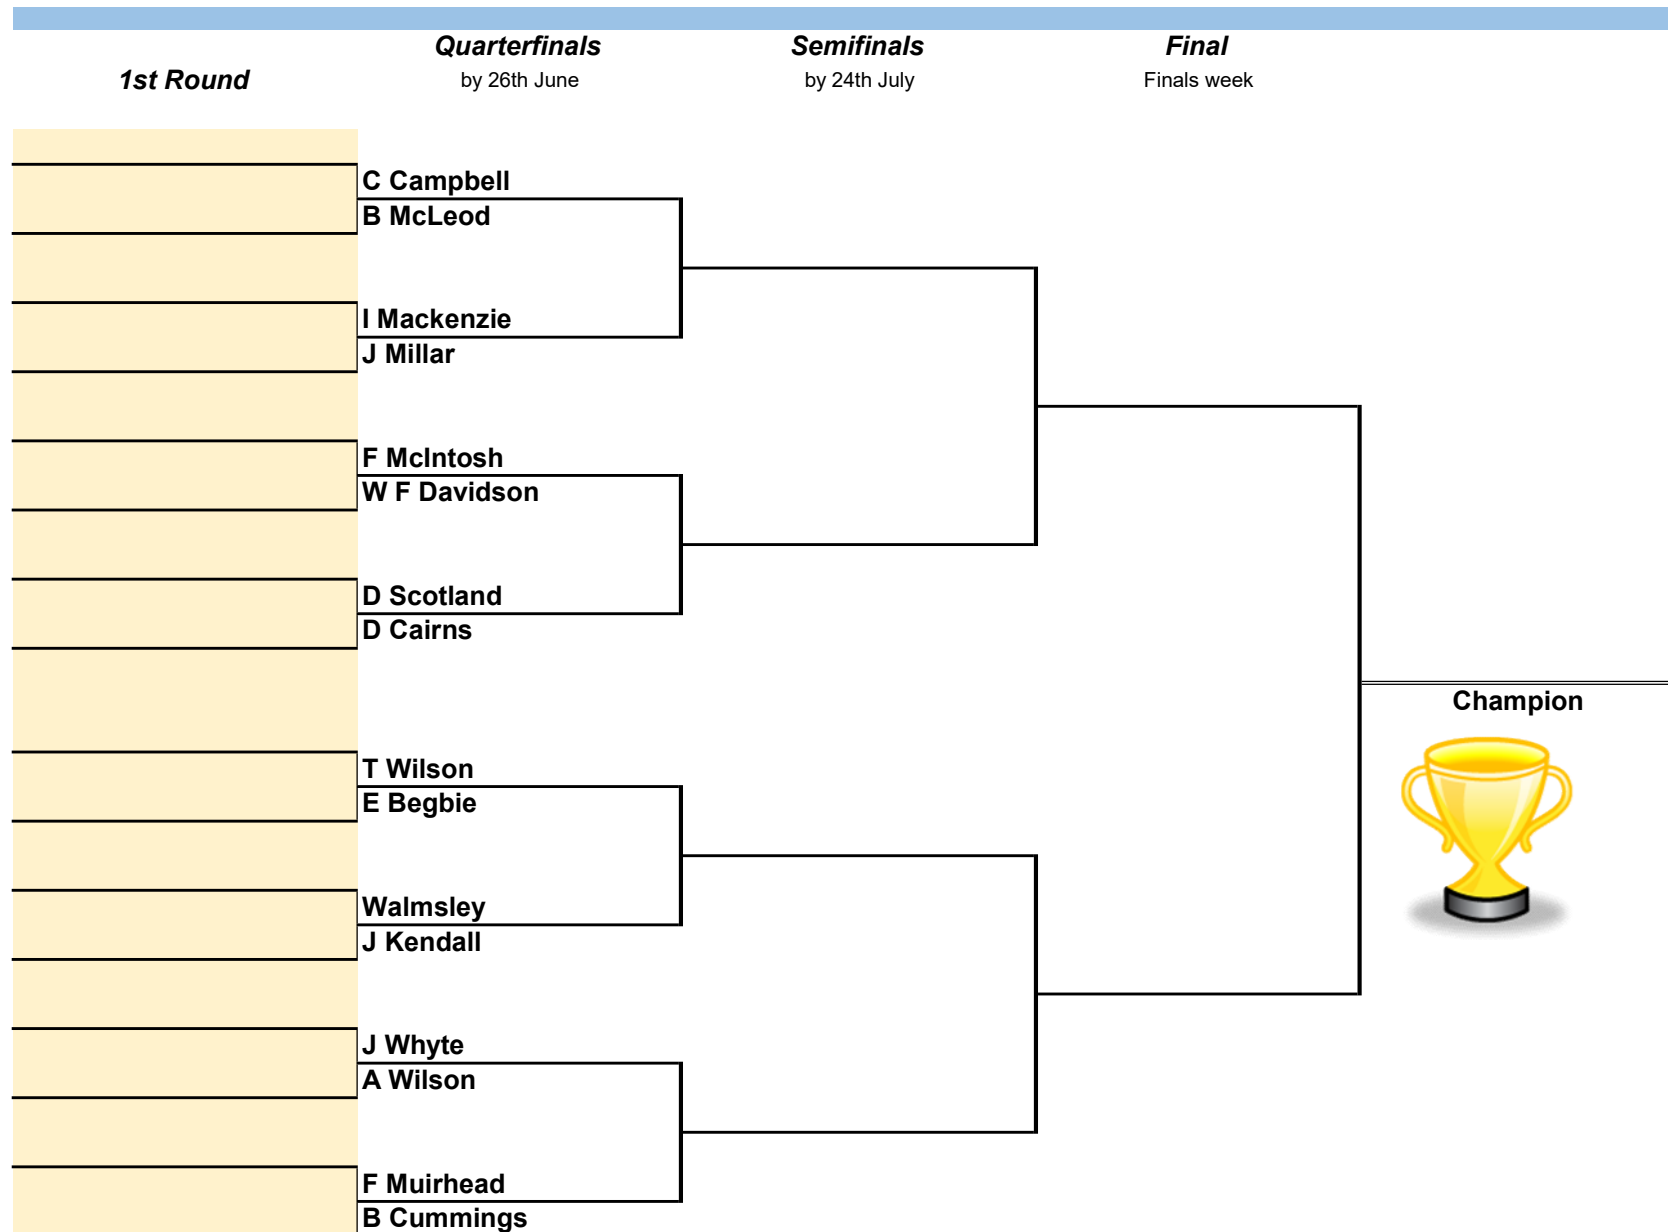 Quarterfinals
Semifinals
Final
1st Round
by 26th June
by 24th July
Finals week
C Campbell
B McLeod
I Mackenzie
J Millar
F McIntosh
W F Davidson
D Scotland
D Cairns
Champion
T Wilson
E Begbie
Walmsley
J Kendall
J Whyte
A Wilson
F Muirhead
B Cummings